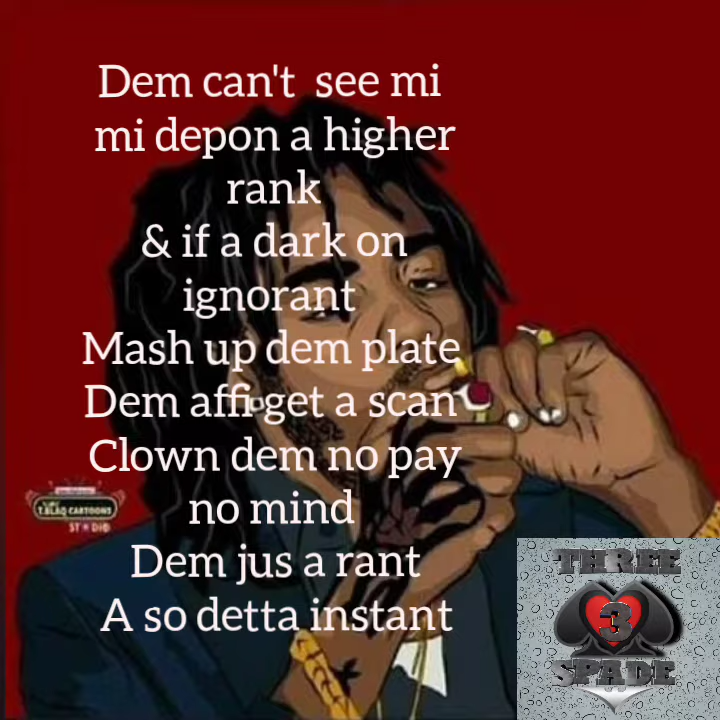 Dem can't see mi
mi depon a higher
rank
& if a dark on
ignorant
Mash up dem plate
Dem affi get a scan
Clown dem no pay
no mind
Dem jus a rant
A so detta instant
T.BLAQ CARTOONS
STUDIO
THREE
3
SPADE